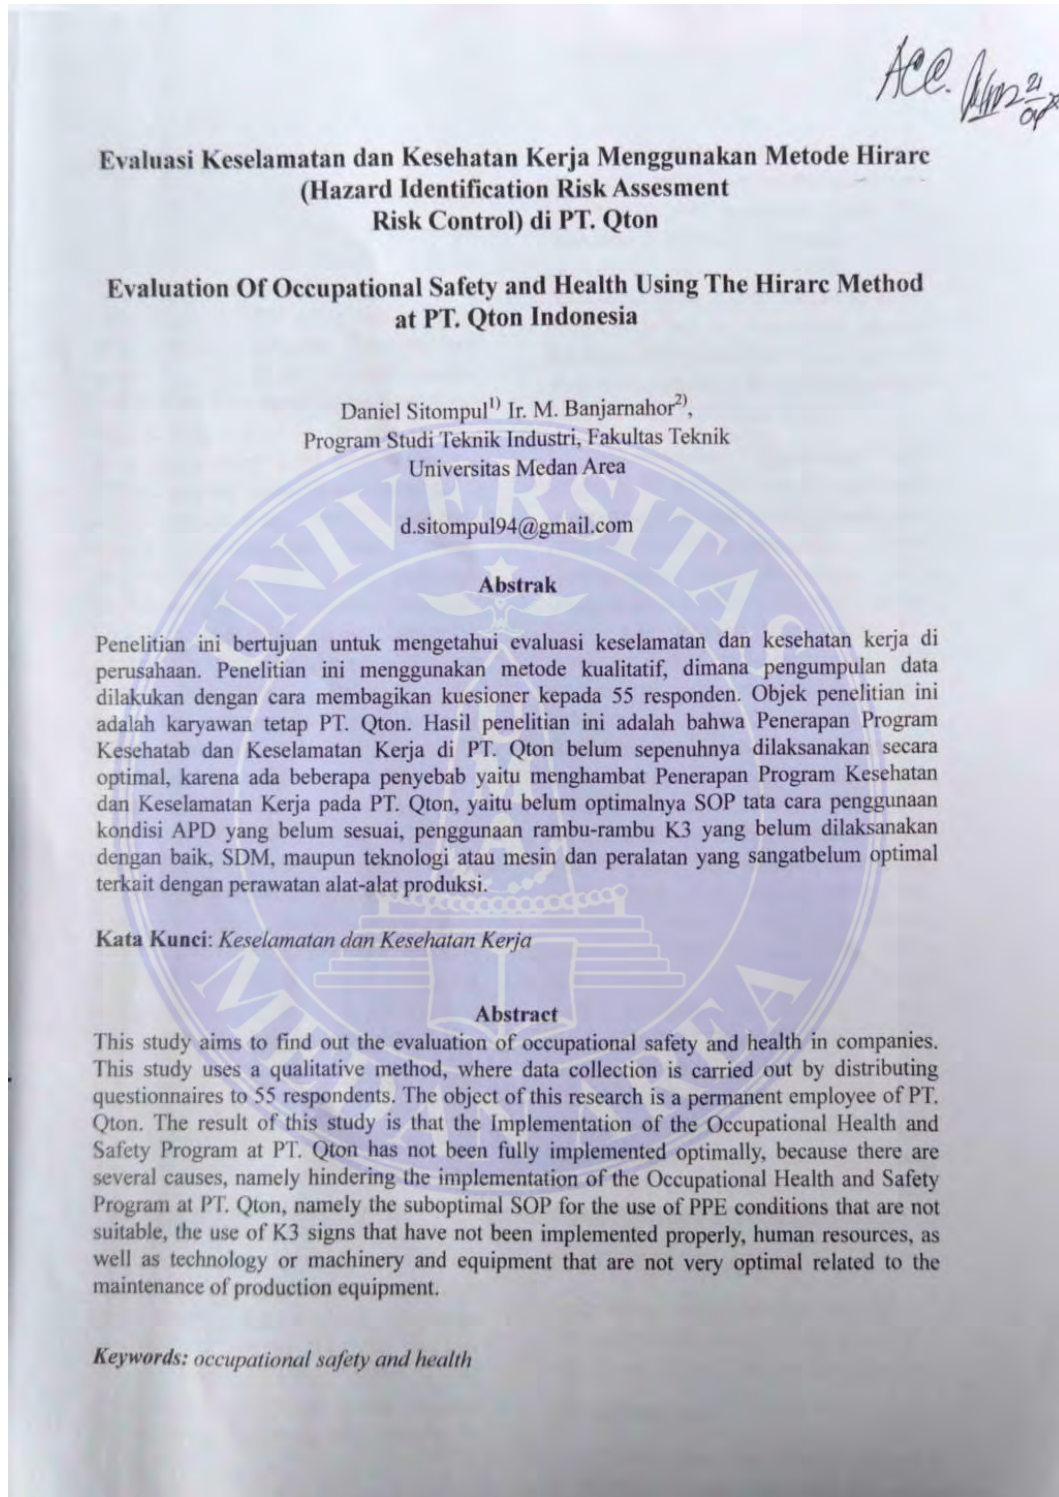 ACC.
21
Evaluasi Keselamatan dan Kesehatan Kerja Menggunakan Metode Hirarc
(Hazard Identification Risk Assesment
Risk Control) di PT. Qton
Evaluation Of Occupational Safety and Health Using The Hirarc Method
at PT. Qton Indonesia
Daniel Sitompul1) Ir. M. Banjarnahor2),
Program Studi Teknik Industri, Fakultas Teknik
Universitas Medan Area
d.sitompul94@gmail.com
Abstrak
Penelitian ini bertujuan untuk mengetahui evaluasi keselamatan dan kesehatan kerja di
perusahaan. Penelitian ini menggunakan metode kualitatif, dimana pengumpulan data
dilakukan dengan cara membagikan kuesioner kepada 55 responden. Objek penelitian ini
adalah karyawan tetap PT. Qton. Hasil penelitian ini adalah bahwa Penerapan Program
Kesehatab dan Keselamatan Kerja di PT. Qton belum sepenuhnya dilaksanakan secara
optimal, karena ada beberapa penyebab yaitu menghambat Penerapan Program Kesehatan
dan Keselamatan Kerja pada PT. Qton, yaitu belum optimalnya SOP tata cara penggunaan
kondisi APD yang belum sesuai, penggunaan rambu-rambu K3 yang belum dilaksanakan
dengan baik, SDM, maupun teknologi atau mesin dan peralatan yang sangatbelum optimal
terkait dengan perawatan alat-alat produksi.
Kata Kunci: Keselamatan dan Kesehatan Kerja
Abstract
This study aims to find out the evaluation of occupational safety and health in companies.
This study uses a qualitative method, where data collection is carried out by distributing
questionnaires to 55 respondents. The object of this research is a permanent employee of PT.
Qton. The result of this study is that the Implementation of the Occupational Health and
Safety Program at PT. Qton has not been fully implemented optimally, because there are
several causes, namely hindering the implementation of the Occupational Health and Safety
Program at PT. Qton, namely the suboptimal SOP for the use of PPE conditions that are not
suitable, the use of K3 signs that have not been implemented properly, human resources, as
well as technology or machinery and equipment that are not very optimal related to the
maintenance of production equipment.
Keywords: occupational safety and health
UNIVERSITAS
MEDAN AREA